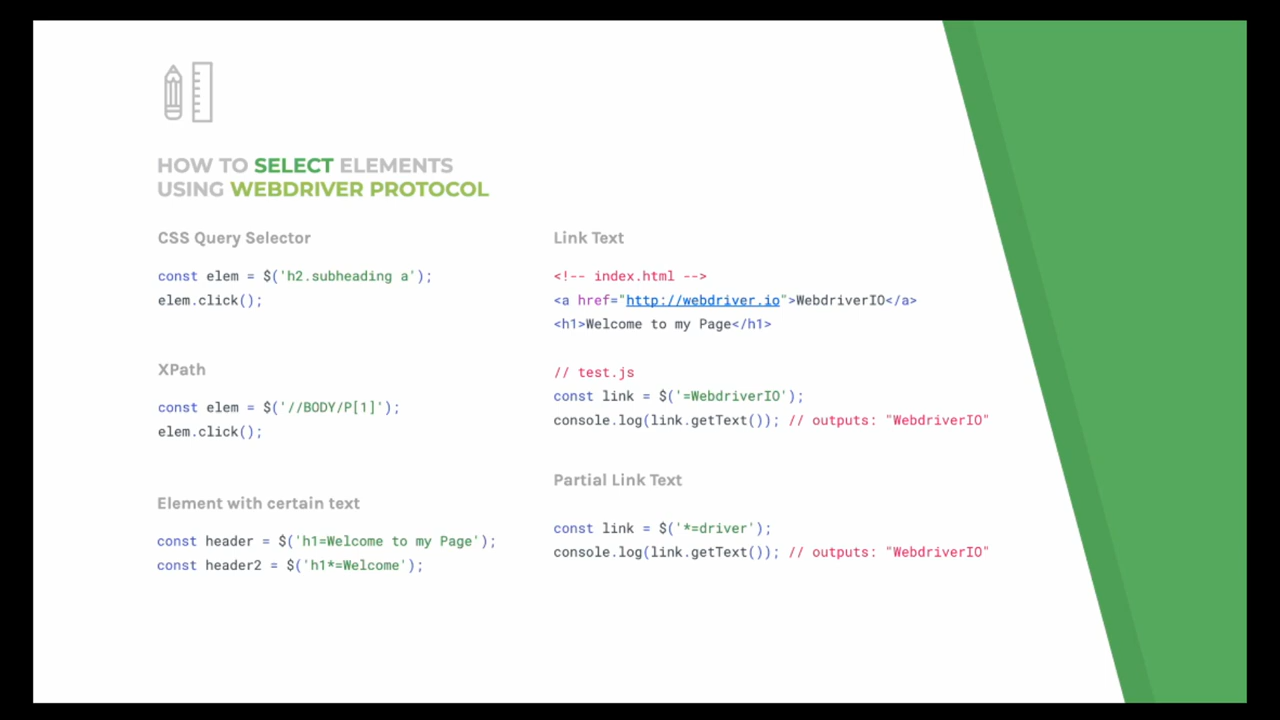 HOW TO SELECT ELEMENTS
USING WEBDRIVER PROTOCOL
CSS Query Selector
const elem = $('h2.subheading a');
elem.click();
XPath
const elem = $('//BODY/P[1]');
elem.click();
Element with certain text
const header = $('h1=Welcome to my Page');
const header2 = $('h1*=Welcome');
Link Text
<!-- index.html -->
<a href="http://webdriver.io">WebdriverIO</a>
<h1>Welcome to my Page</h1>
// test.js
const link = $('=WebdriverIO');
console.log(link.getText()); // outputs: "WebdriverIO"
Partial Link Text
const link = $('*=driver');
console.log(link.getText()); // outputs: "WebdriverIO"